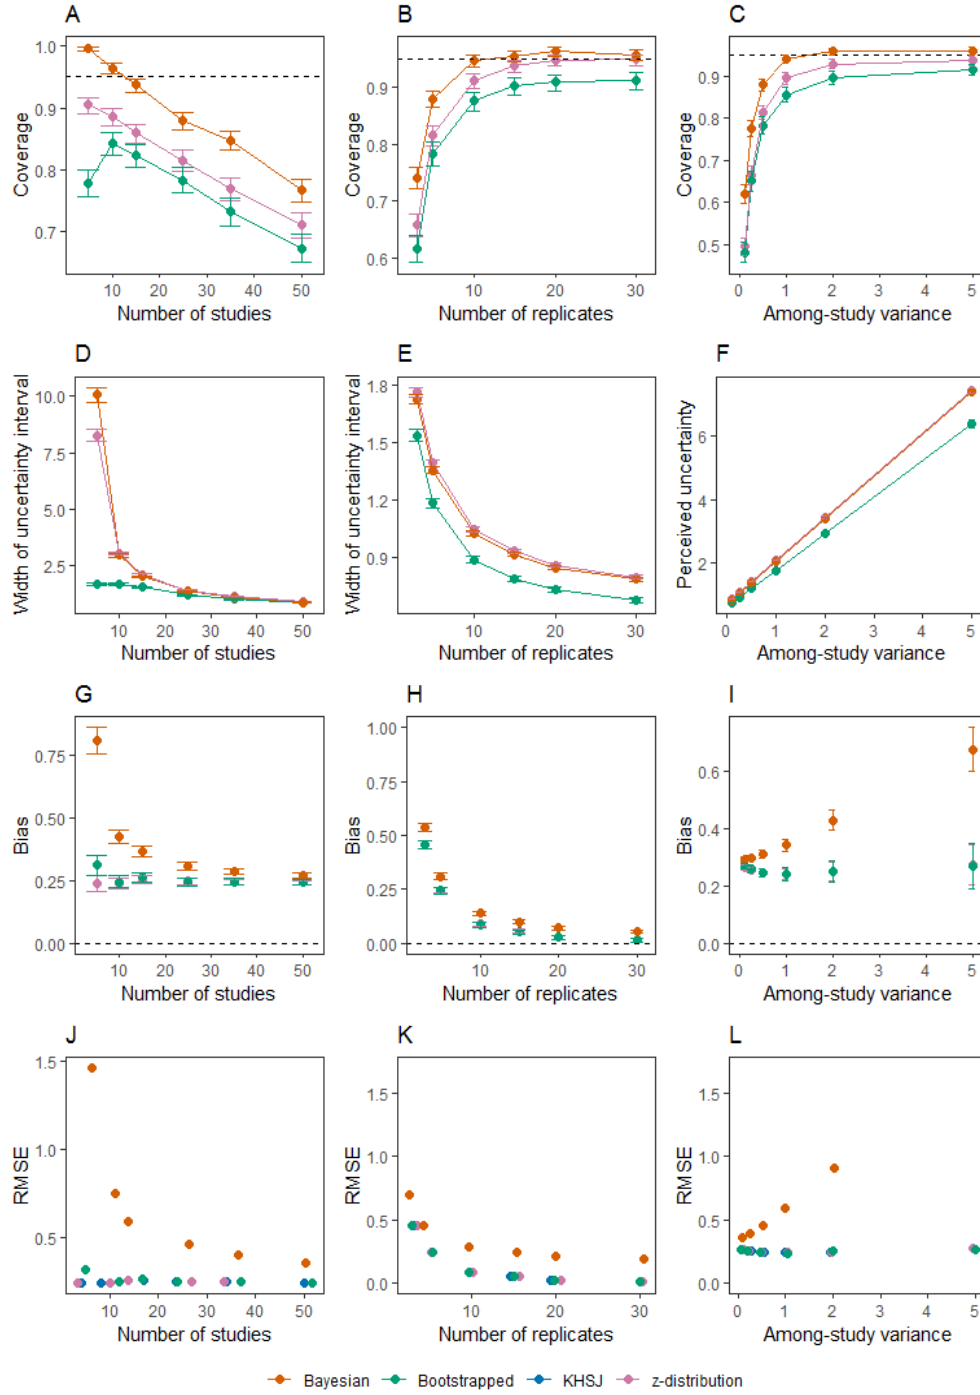 A B C
1.0
0.9
0.8
0.7
Coverage
10 20 30 40 50
Number of studies
0.9
0.8
0.7
0.6
Coverage
10 20 30
Number of replicates
0.9
0.8
0.7
0.6
0.5
Coverage
0 1 2 3 4 5
Among-study variance
D E F
10.0
7.5
5.0
2.5
Width of uncertainty interval
10 20 30 40 50
Number of studies
1.8
1.5
1.2
0.9
Width of uncertainty interval
10 20 30
Number of replicates
6
4
2
Perceived uncertainty
0 1 2 3 4 5
Among-study variance
G H I
0.75
0.50
0.25
0.00
Bias
10 20 30 40 50
Number of studies
1.00
0.75
0.50
0.25
0.00
Bias
10 20 30
Number of replicates
0.6
0.4
0.2
0.0
Bias
0 1 2 3 4 5
Among-study variance
J K L
1.5
1.0
0.5
RMSE
10 20 30 40 50
Number of studies
1.5
1.0
0.5
0.0
RMSE
10 20 30
Number of replicates
1.5
1.0
0.5
0.0
RMSE
0 1 2 3 4 5
Among-study variance
Bayesian Bootstrapped KHSJ z-distribution